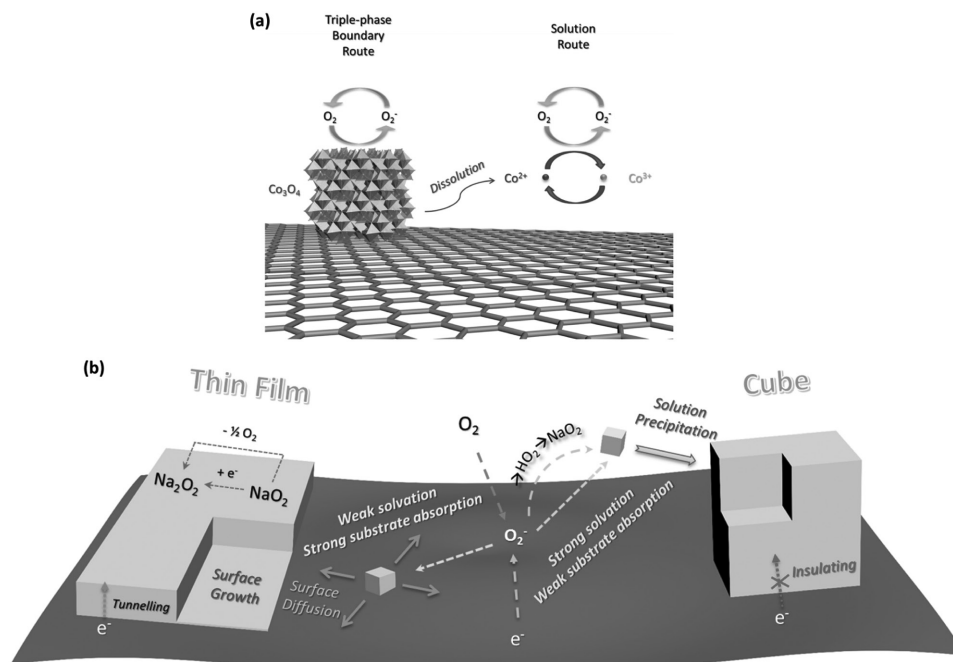 (a)
Triple-phase
Boundary
Route
Solution
Route
O₂ O₂⁻
O₂ O₂⁻
Co₃O₄
Dissolution
Co²⁺
Co³⁺
(b)
Thin Film
Cube
- ½ O₂
+ e⁻
Na₂O₂
NaO₂
O₂
→HO₂→NaO₂
Solution
Precipitation
Weak solvation
Strong substrate absorption
O₂⁻
Strong solvation
Weak substrate absorption
Surface
Diffusion
Surface
Growth
Tunnelling
e⁻
e⁻
Insulating
e⁻